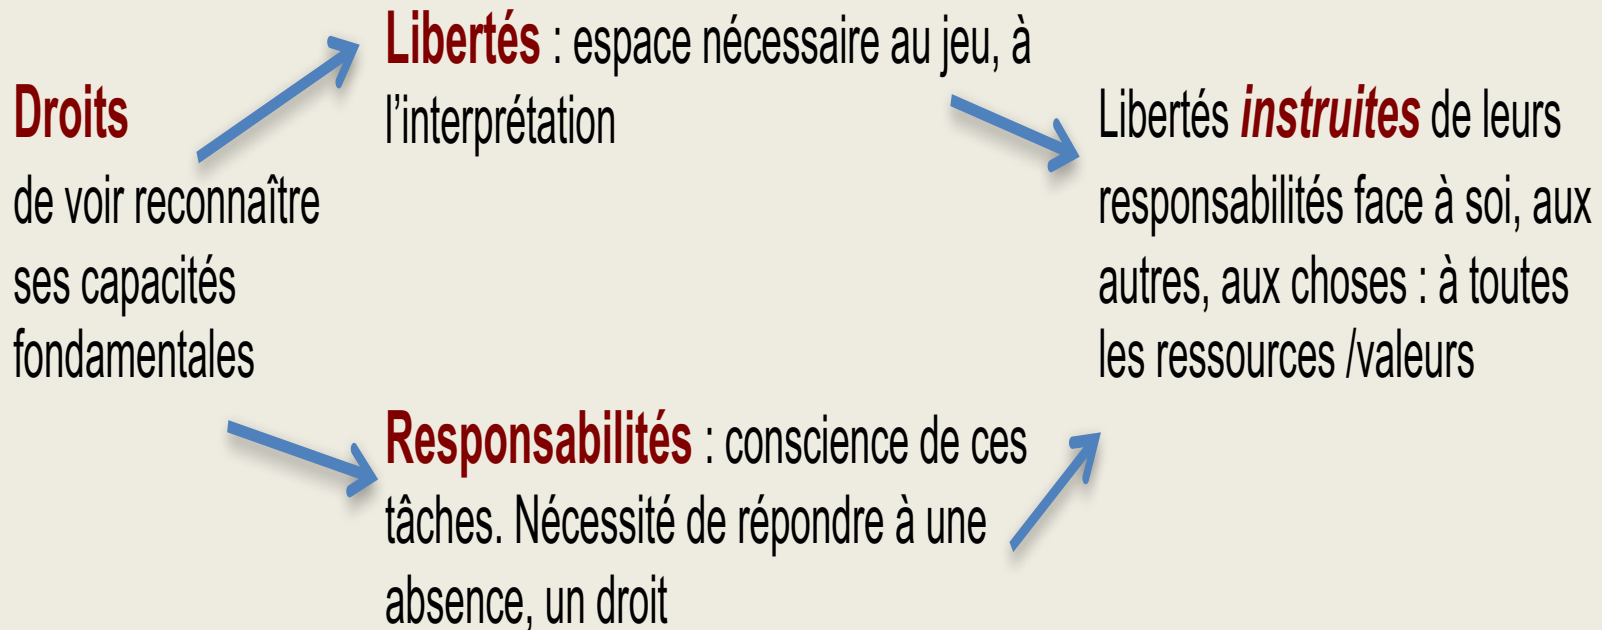 Droits
de voir reconnaître
ses capacités
fondamentales
Libertés : espace nécessaire au jeu, à
l’interprétation
Responsabilités : conscience de ces
tâches. Nécessité de répondre à une
absence, un droit
Libertés instruites de leurs
responsabilités face à soi, aux
autres, aux choses : à toutes
les ressources /valeurs